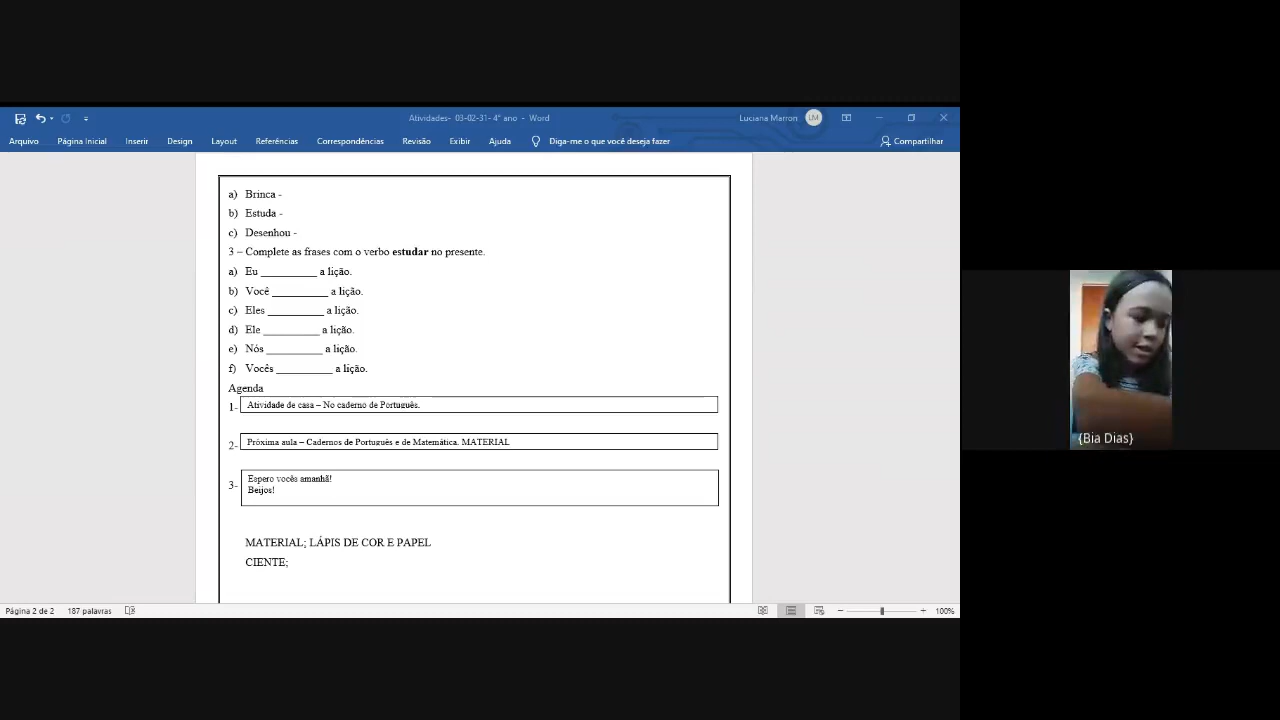 Atividades- 03-02-31- 4° ano - Word
Luciana Marron
LM
Arquivo Página Inicial Inserir Design Layout Referências Correspondências Revisão Exibir Ajuda Diga-me o que você deseja fazer Compartilhar
a) Brinca -
b) Estuda -
c) Desenhou -
3 – Complete as frases com o verbo estudar no presente.
a) Eu __________ a lição.
b) Você __________ a lição.
c) Eles __________ a lição.
d) Ele __________ a lição.
e) Nós __________ a lição.
f) Vocês __________ a lição.
Agenda
1- Atividade de casa – No caderno de Português.
2- Próxima aula – Cadernos de Português e de Matemática. MATERIAL
3- Espero vocês amanhã!
Beijos!
MATERIAL; LÁPIS DE COR E PAPEL
CIENTE;
{Bia Dias}
Página 2 de 2 187 palavras 100%